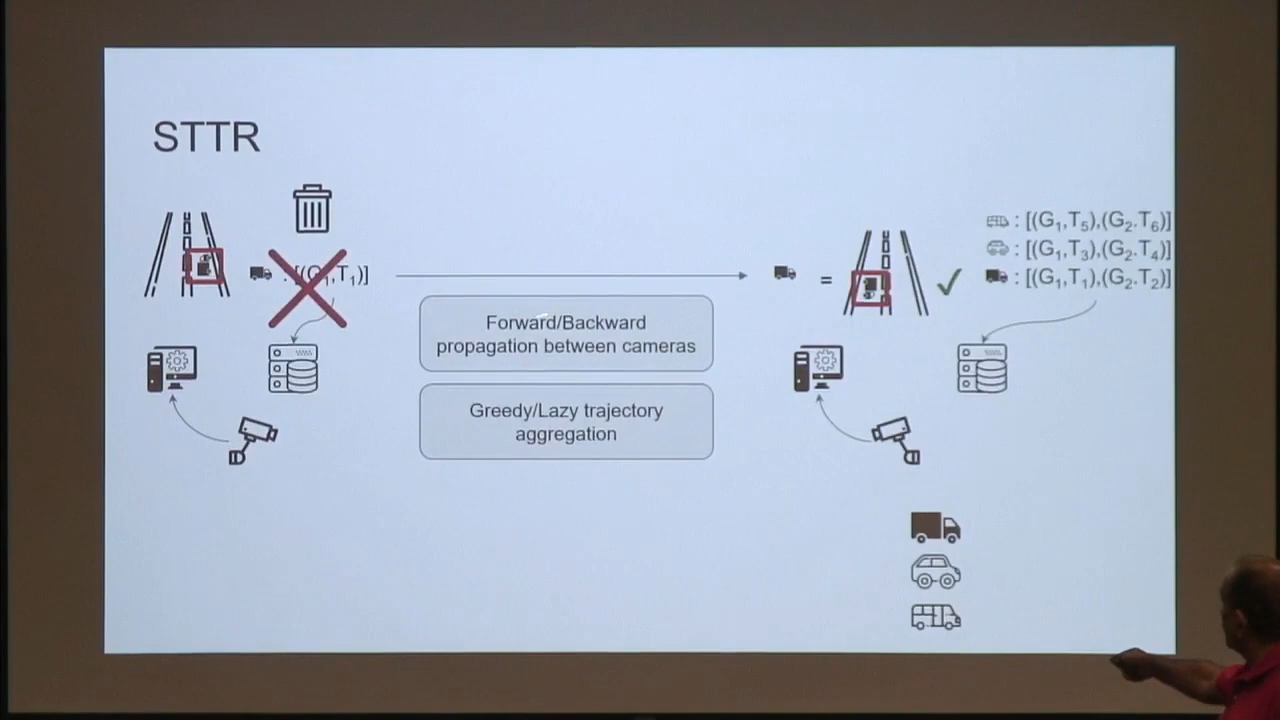 STTR
: [(G1,T1)]
Forward/Backward
propagation between cameras
Greedy/Lazy trajectory
aggregation
=
: [(G1,T5),(G2.T6)]
: [(G1,T3),(G2.T4)]
: [(G1,T1),(G2.T2)]